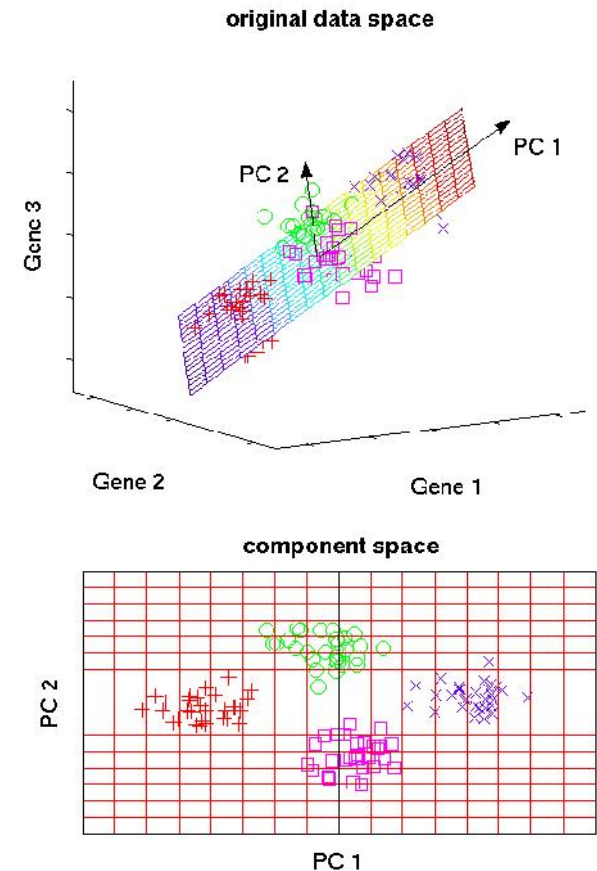 original data space
PC 1
PC 2
Gene 3
Gene 2
Gene 1
component space
PC 2
PC 1